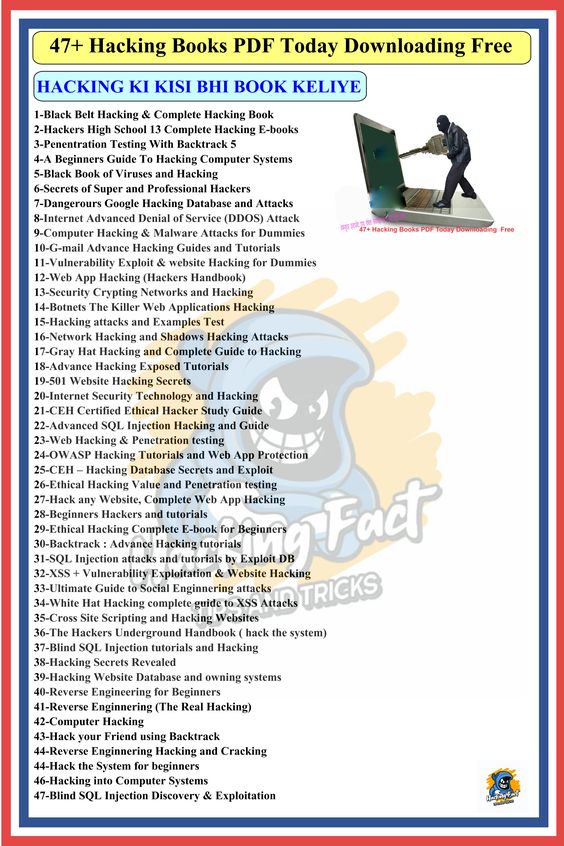 47+ Hacking Books PDF Today Downloading Free
HACKING KI KISI BHI BOOK KELIYE
1-Black Belt Hacking & Complete Hacking Book
2-Hackers High School 13 Complete Hacking E-books
3-Penentration Testing With Backtrack 5
4-A Beginners Guide To Hacking Computer Systems
5-Black Book of Viruses and Hacking
6-Secrets of Super and Professional Hackers
7-Dangerours Google Hacking Database and Attacks
8-Internet Advanced Denial of Service (DDOS) Attack
9-Computer Hacking & Malware Attacks for Dummies
10-G-mail Advance Hacking Guides and Tutorials
11-Vulnerability Exploit & website Hacking for Dummies
12-Web App Hacking (Hackers Handbook)
13-Security Crypting Networks and Hacking
14-Botnets The Killer Web Applications Hacking
15-Hacking attacks and Examples Test
16-Network Hacking and Shadows Hacking Attacks
17-Gray Hat Hacking and Complete Guide to Hacking
18-Advance Hacking Exposed Tutorials
19-501 Website Hacking Secrets
20-Internet Security Technology and Hacking
21-CEH Certified Ethical Hacker Study Guide
22-Advanced SQL Injection Hacking and Guide
23-Web Hacking & Penetration testing
24-OWASP Hacking Tutorials and Web App Protection
25-CEH – Hacking Database Secrets and Exploit
26-Ethical Hacking Value and Penetration testing
27-Hack any Website, Complete Web App Hacking
28-Beginners Hackers and tutorials
29-Ethical Hacking Complete E-book for Beginners
30-Backtrack : Advance Hacking tutorials
31-SQL Injection attacks and tutorials by Exploit DB
32-XSS + Vulnerability Exploitation & Website Hacking
33-Ultimate Guide to Social Enginnering attacks
34-White Hat Hacking complete guide to XSS Attacks
35-Cross Site Scripting and Hacking Websites
36-The Hackers Underground Handbook ( hack the system)
37-Blind SQL Injection tutorials and Hacking
38-Hacking Secrets Revealed
39-Hacking Website Database and owning systems
40-Reverse Engineering for Beginners
41-Reverse Enginnering (The Real Hacking)
42-Computer Hacking
43-Hack your Friend using Backtrack
44-Reverse Enginnering Hacking and Cracking
44-Hack the System for beginners
46-Hacking into Computer Systems
47-Blind SQL Injection Discovery & Exploitation
47+ Hacking Books PDF Today Downloading Free
Hacking Fact
TIPS AND TRICKS
Hacking Fact